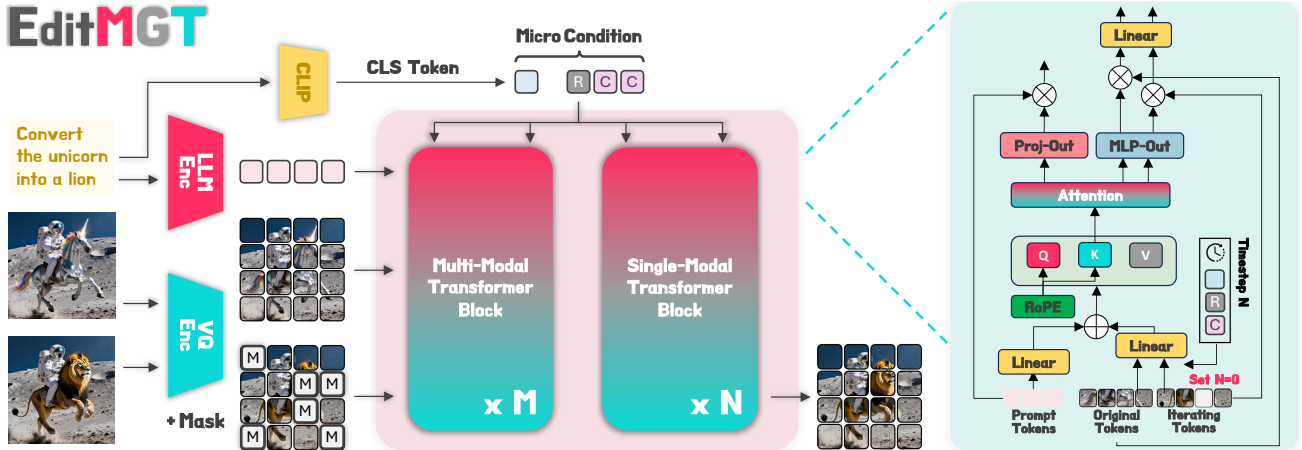 EditMGT
Micro Condition
CLIP
CLS Token
R C C
Convert
the unicorn
into a lion
LLM
Enc
VQ
Enc
+Mask
M
M M
M
M M
Multi-Modal
Transformer
Block
x M
Single-Modal
Transformer
Block
x N
Linear
Proj-Out
MLP-Out
Attention
Q K V
RoPE
Timestep N
R
C
Linear
Linear
Set N=0
Prompt
Tokens
Original
Tokens
Iterating
Tokens